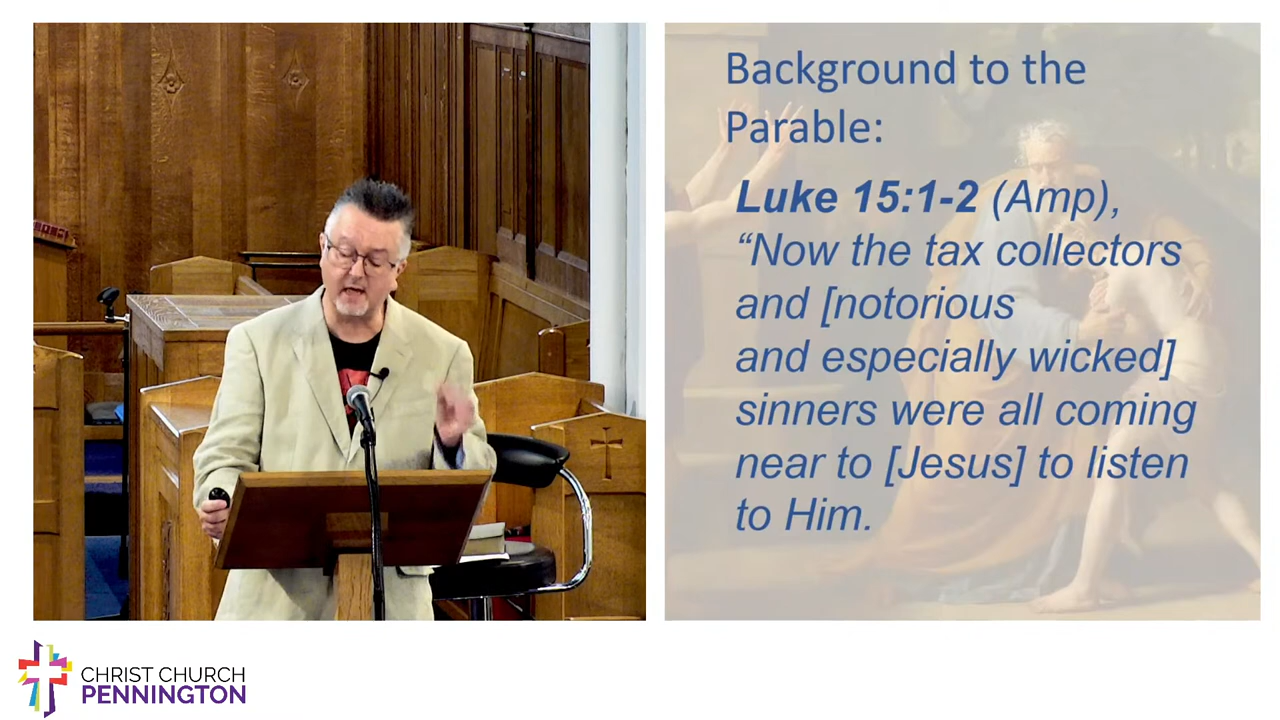 Background to the
Parable:
Luke 15:1-2 (Amp),
“Now the tax collectors
and [notorious
and especially wicked]
sinners were all coming
near to [Jesus] to listen
to Him.
CHRIST CHURCH
PENNINGTON